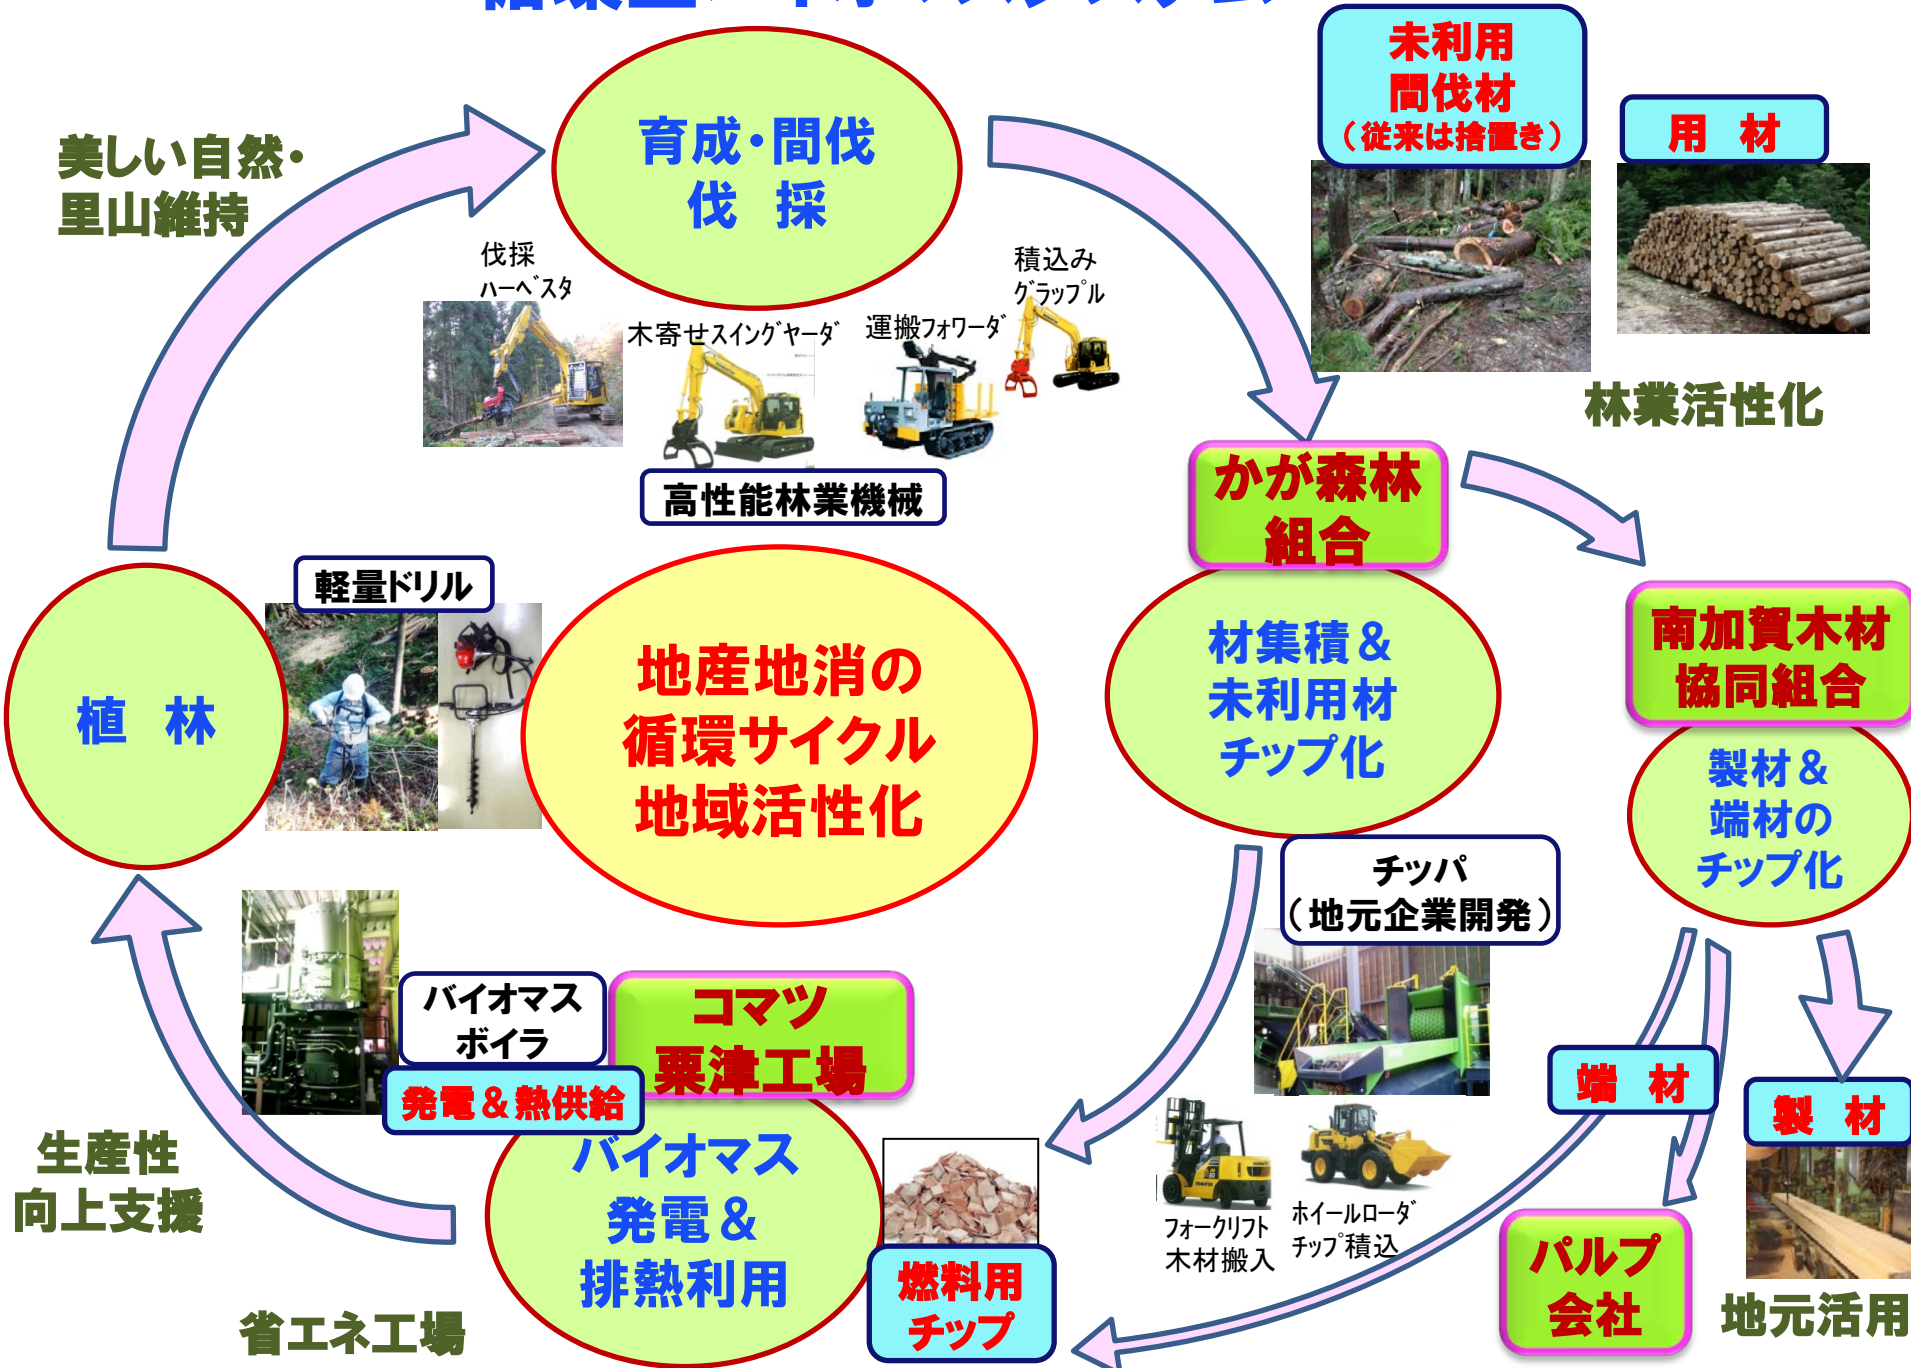 未利用
間伐材
（従来は捨置き）
用 材
育成・間伐
伐 採
美しい自然・
里山維持
伐採
ハーベスタ
木寄せスイングヤーダ
運搬フォワーダ
積込み
グラップル
高性能林業機械
林業活性化
かが森林
組合
材集積＆
未利用材
チップ化
南加賀木材
協同組合
製材＆
端材の
チップ化
軽量ドリル
植 林
地産地消の
循環サイクル
地域活性化
チッパ
（地元企業開発）
バイオマス
ボイラ
コマツ
粟津工場
発電＆熱供給
バイオマス
発電＆
排熱利用
燃料用
チップ
フォークリフト
木材搬入
ホイールローダ
チップ積込
端 材
製 材
パルプ
会社
地元活用
生産性
向上支援
省エネ工場